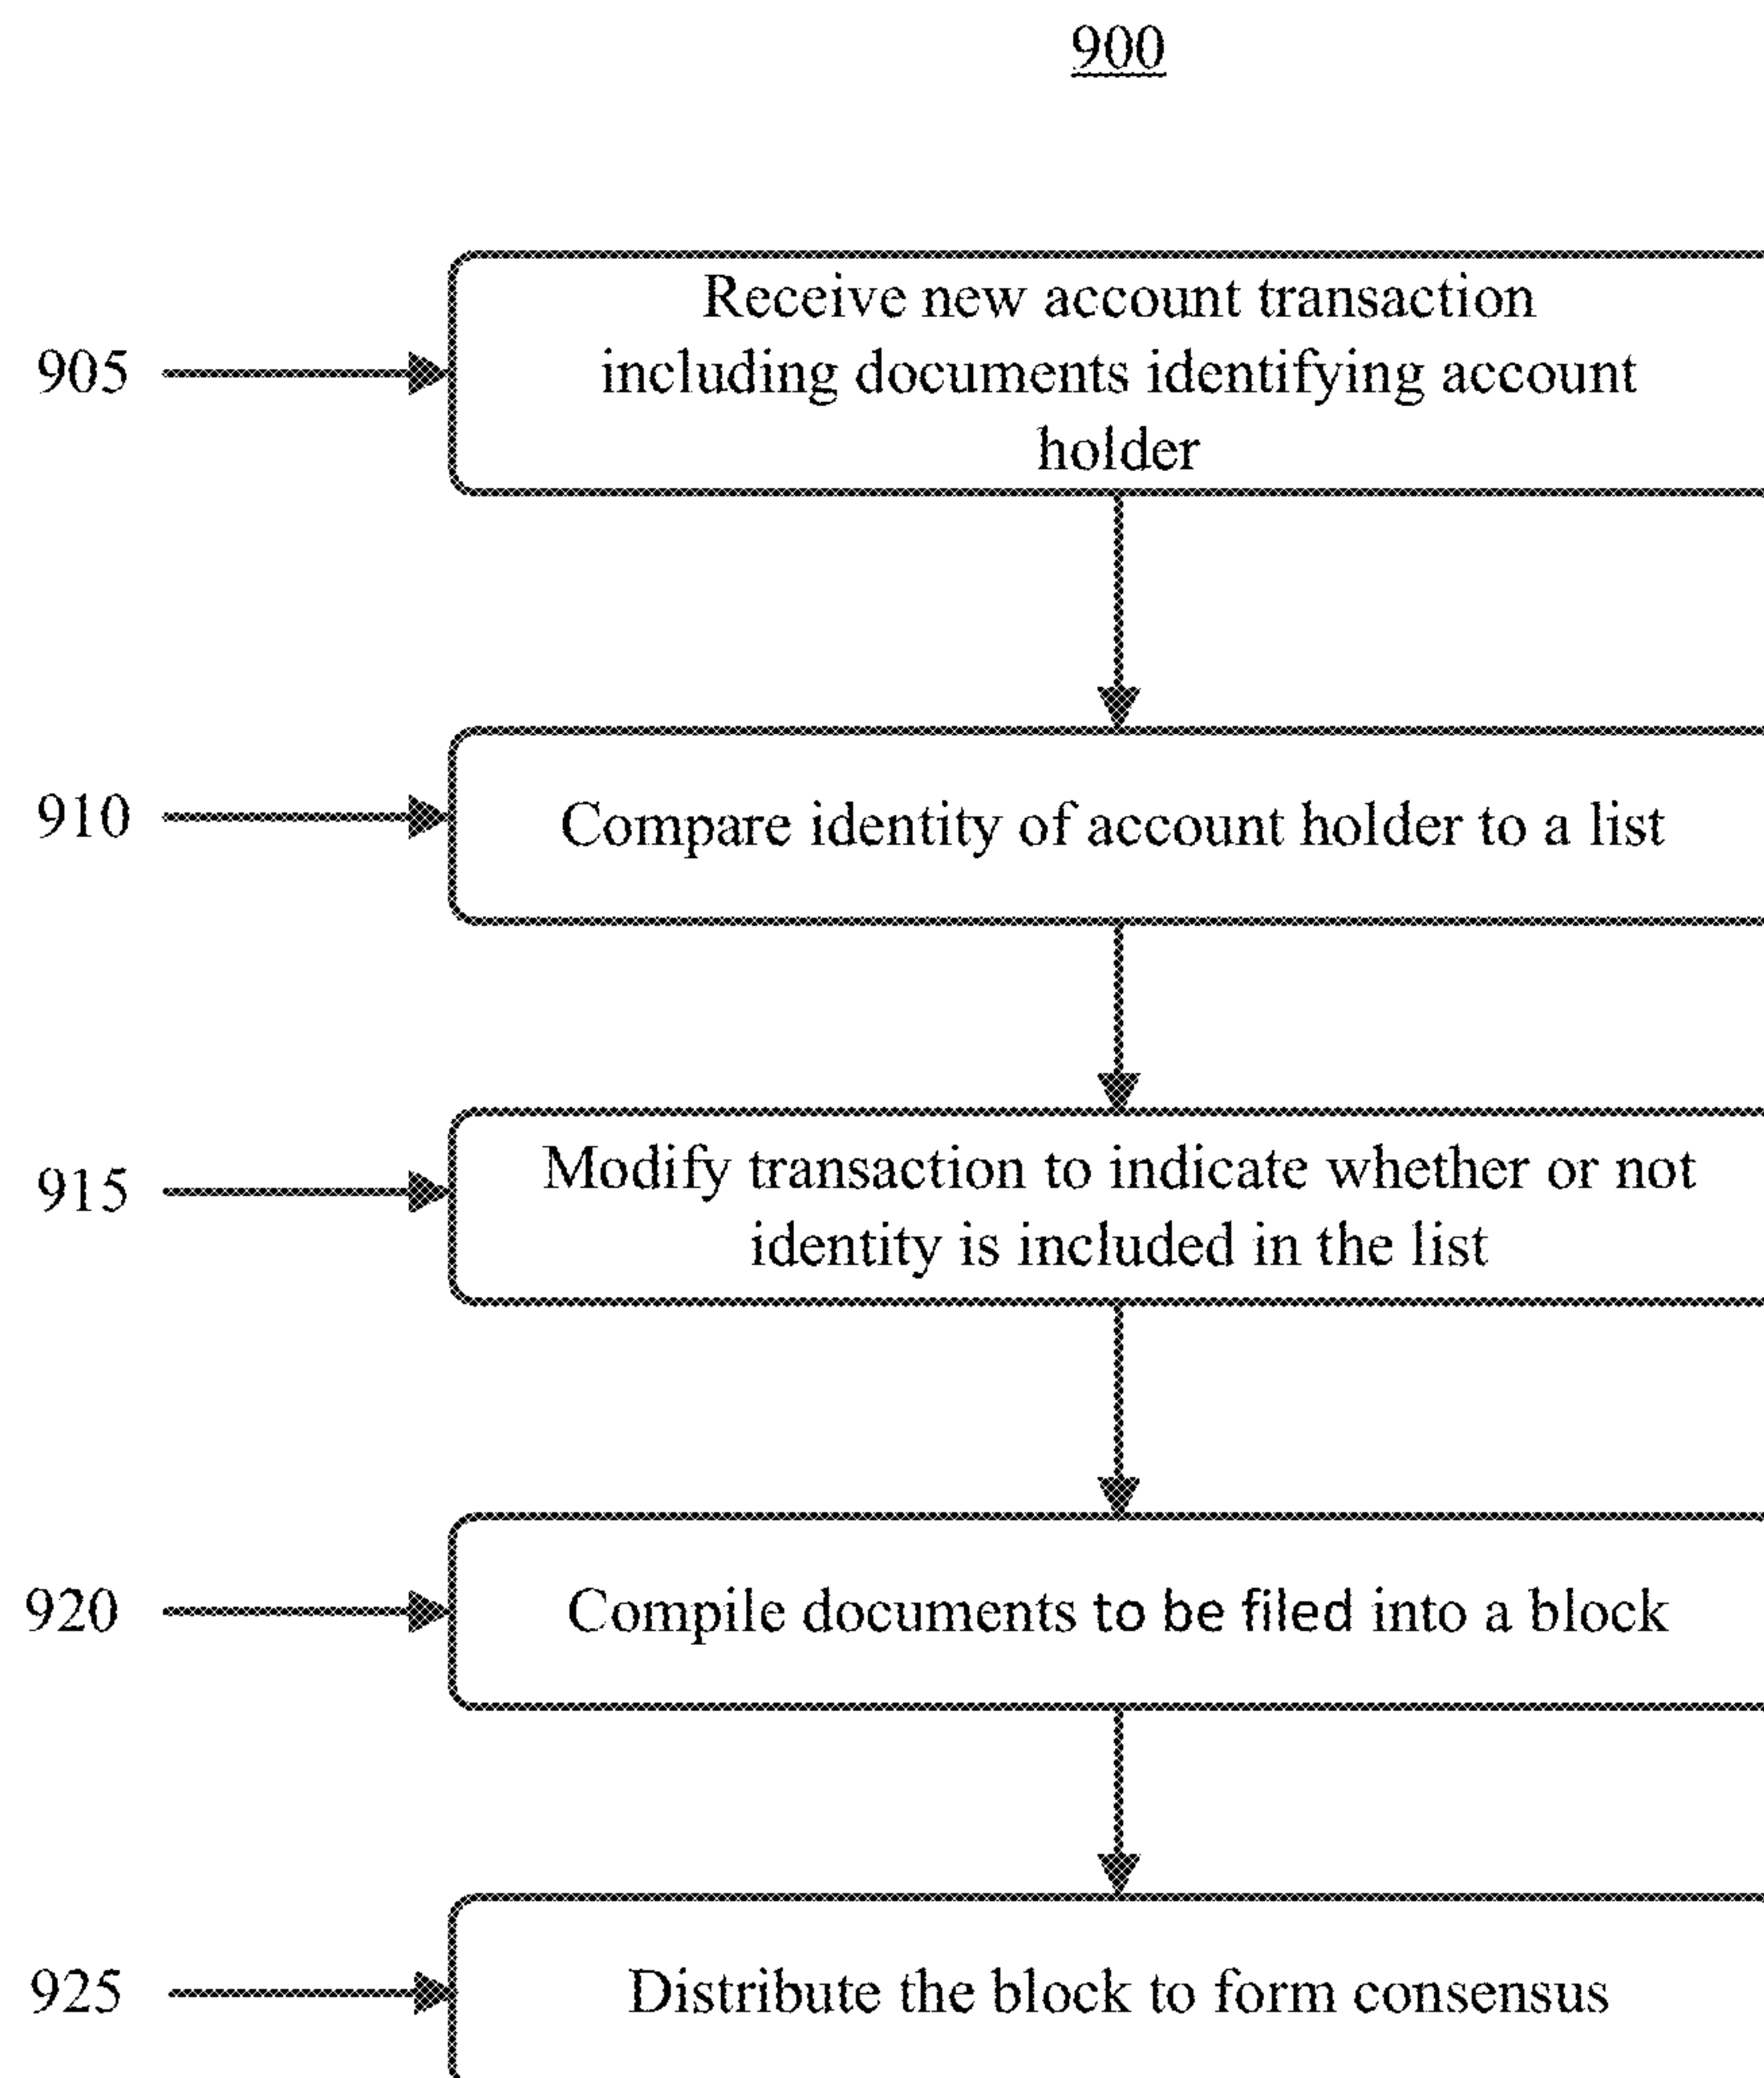 900
905
Receive new account transaction
including documents identifying account
holder
910
Compare identity of account holder to a list
915
Modify transaction to indicate whether or not
identity is included in the list
920
Compile documents to be filed into a block
925
Distribute the block to form consensus